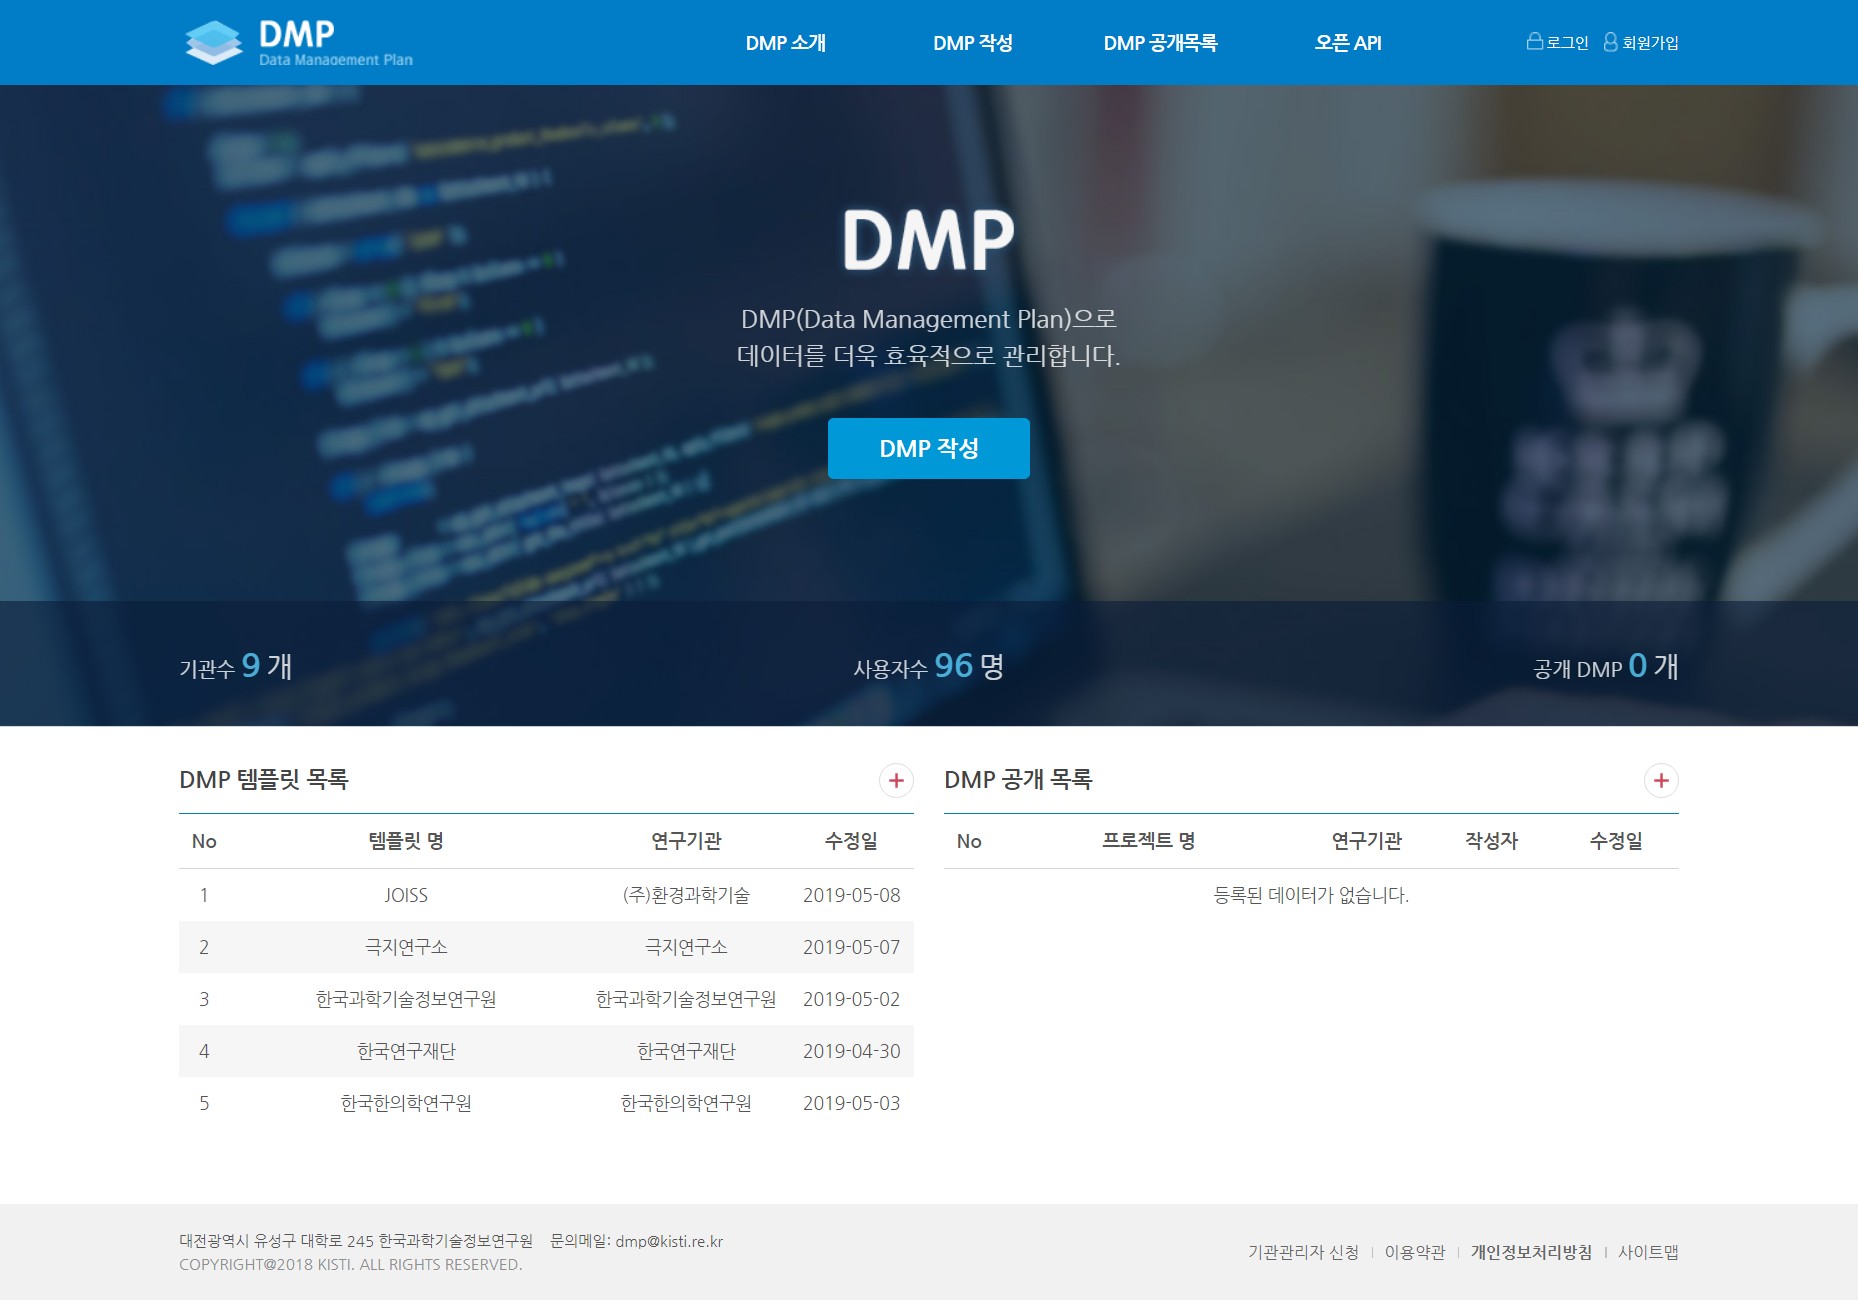 DMP
Data Management Plan
DMP 소개
DMP 작성
DMP 공개목록
오픈 API
로그인
회원가입
DMP
DMP(Data Management Plan)으로
데이터를 더욱 효육적으로 관리합니다.
DMP 작성
기관수 9 개
사용자수 96 명
공개 DMP 0 개
DMP 템플릿 목록
No 템플릿 명 연구기관 수정일
1 JOISS (주)환경과학기술 2019-05-08
2 극지연구소 극지연구소 2019-05-07
3 한국과학기술정보연구원 한국과학기술정보연구원 2019-05-02
4 한국연구재단 한국연구재단 2019-04-30
5 한국한의학연구원 한국한의학연구원 2019-05-03
DMP 공개 목록
No 프로젝트 명 연구기관 작성자 수정일
등록된 데이터가 없습니다.
대전광역시 유성구 대학로 245 한국과학기술정보연구원 문의메일: dmp@kisti.re.kr
COPYRIGHT@2018 KISTI. ALL RIGHTS RESERVED.
기관관리자 신청 | 이용약관 | 개인정보처리방침 | 사이트맵